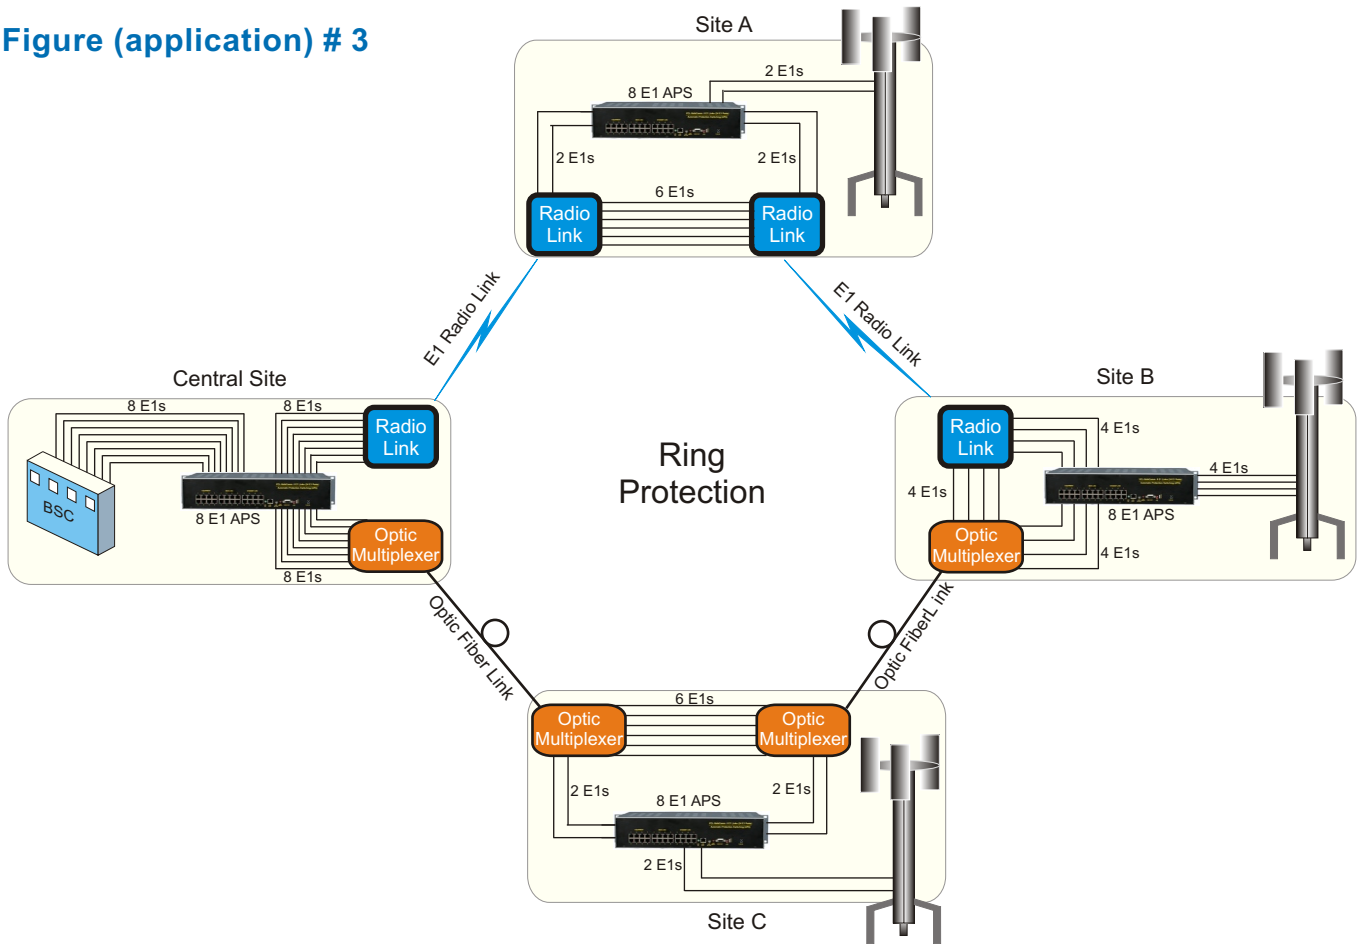 Figure (application) # 3
Site A
2 E1s
8 E1 APS
2 E1s
2 E1s
6 E1s
Radio
Link
Radio
Link
E1 Radio Link
E1 Radio Link
Central Site
8 E1s
8 E1s
Radio
Link
BSC
8 E1 APS
Optic
Multiplexer
8 E1s
Ring
Protection
Site B
Radio
Link
4 E1s
4 E1s
4 E1s
8 E1 APS
Optic
Multiplexer
4 E1s
Optic Fiber Link
Optic FiberL ink
6 E1s
Optic
Multiplexer
Optic
Multiplexer
2 E1s
2 E1s
8 E1 APS
2 E1s
Site C